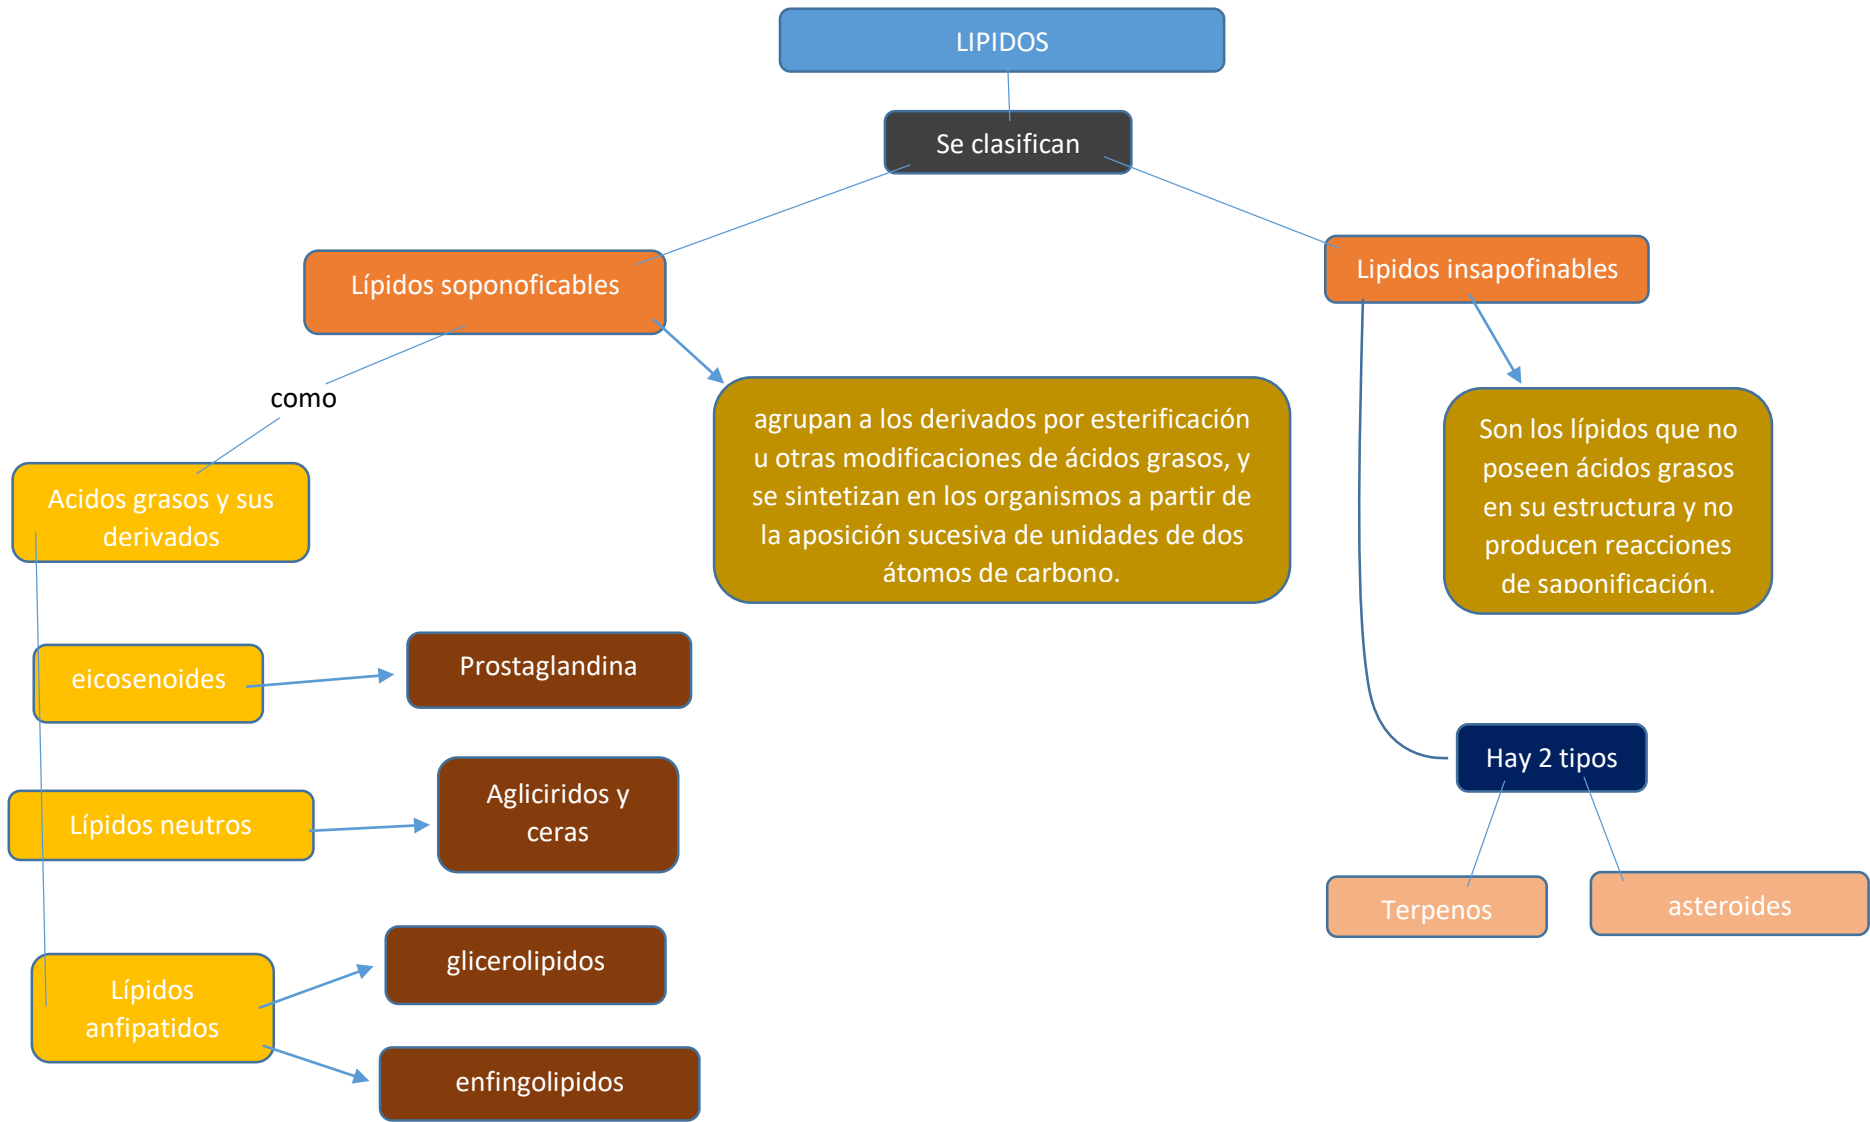 LIPIDOS
Se clasifican
Lípidos soponoficables
Lipidos insapofinables
como
agrupan a los derivados por esterificación
u otras modificaciones de ácidos grasos, y
se sintetizan en los organismos a partir de
la aposición sucesiva de unidades de dos
átomos de carbono.
Son los lípidos que no
poseen ácidos grasos
en su estructura y no
producen reacciones
de saponificación.
Acidos grasos y sus
derivados
eicosenoides
Prostaglandina
Lípidos neutros
Agliciridos y
ceras
Lípidos
anfipatidos
glicerolipidos
enfingolipidos
Hay 2 tipos
Terpenos
asteroides